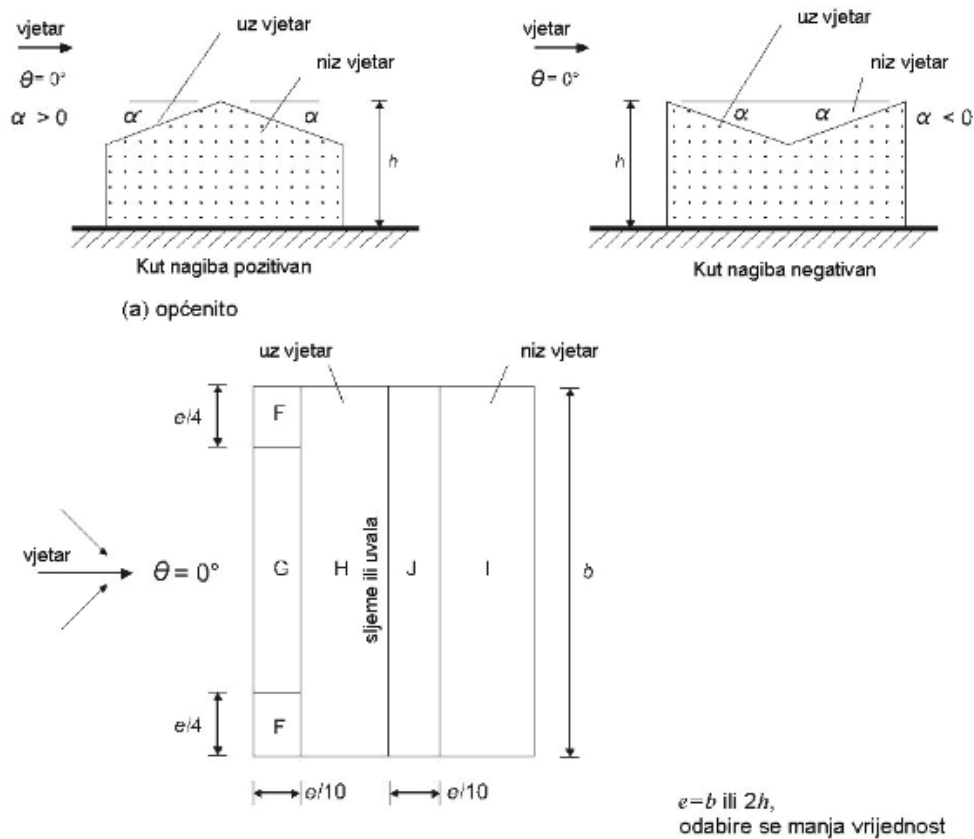 vjetar
θ= 0°
α > 0
uz vjetar
niz vjetar
α
α
h
Kut nagiba pozitivan
vjetar
θ= 0°
uz vjetar
niz vjetar
α
α
α < 0
h
Kut nagiba negativan
(a) općenito
uz vjetar
niz vjetar
e/4
F
vjetar
θ= 0°
G
H
sljeme ili uvala
J
I
b
e/4
F
e/10
e/10
e=b ili 2h,
odabire se manja vrijednost